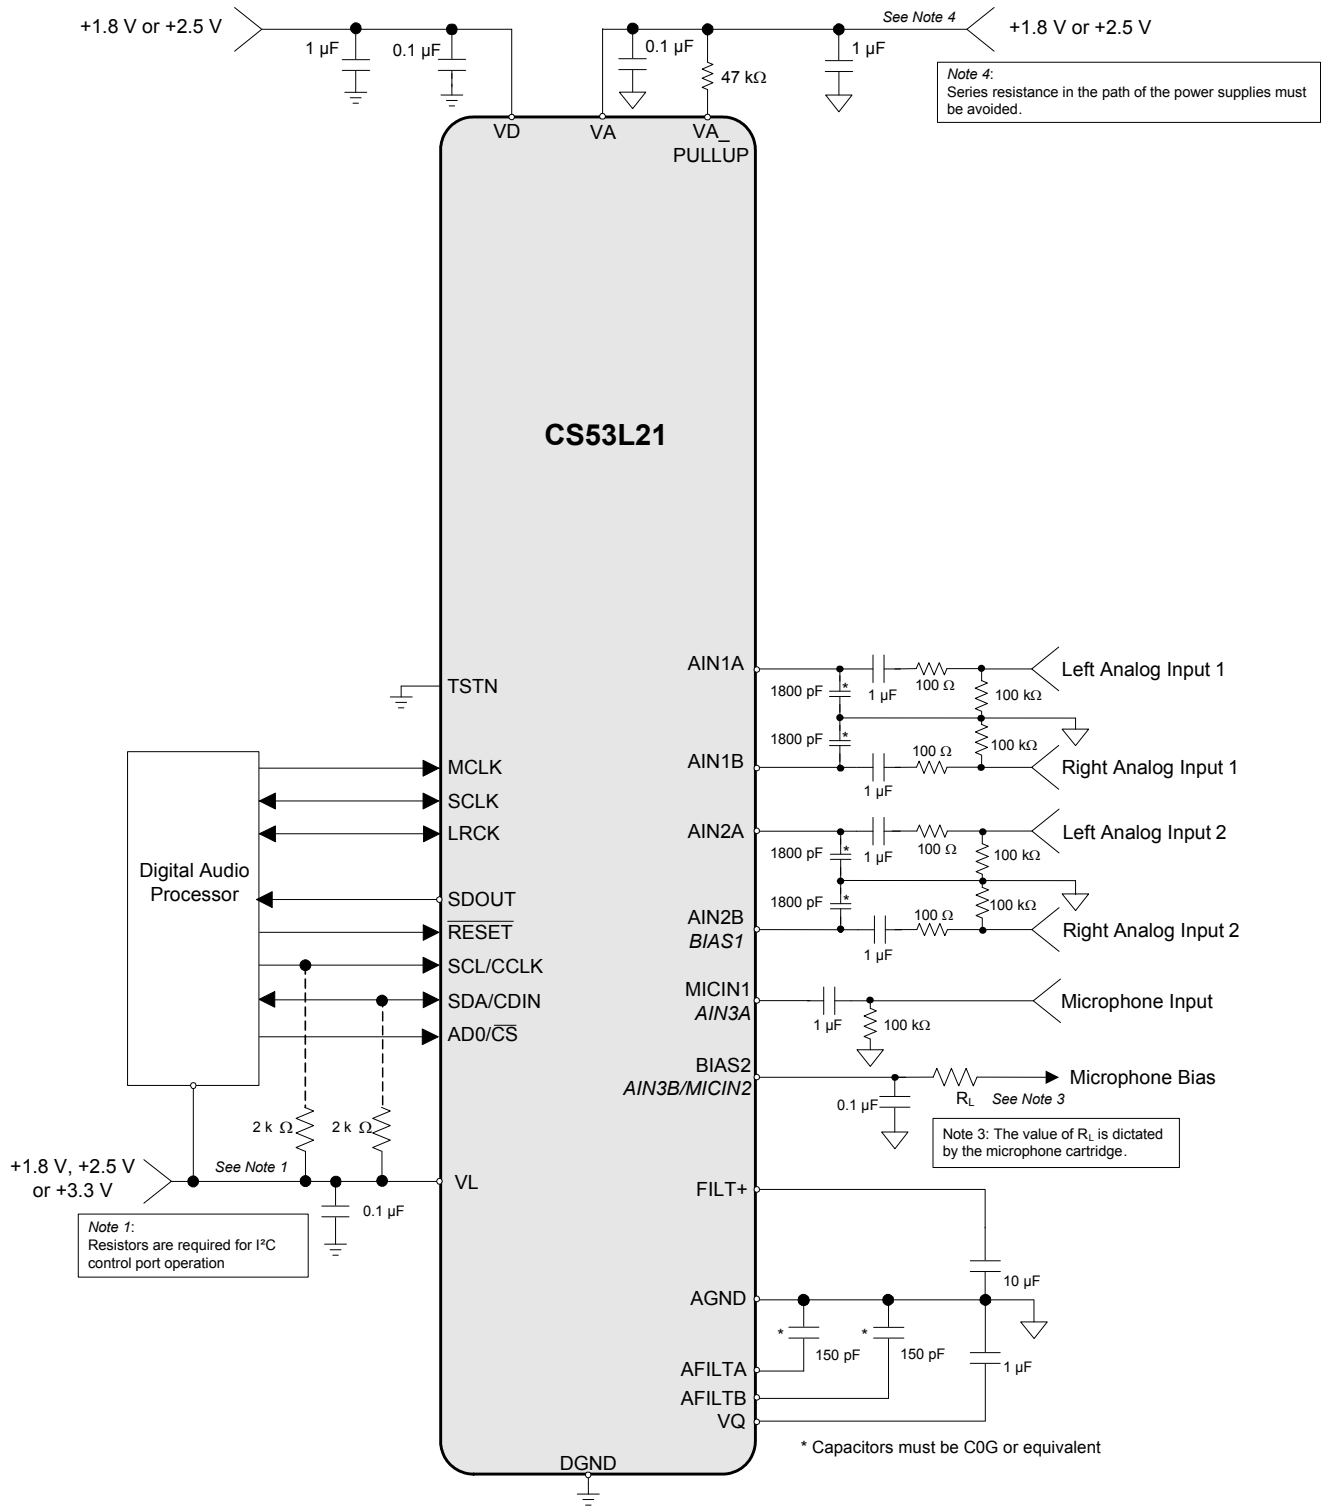 +1.8 V or +2.5 V
1 µF
0.1 µF
0.1 µF
47 kΩ
1 µF
See Note 4
+1.8 V or +2.5 V
Note 4:
Series resistance in the path of the power supplies must
be avoided.
VD
VA
VA_
PULLUP
CS53L21
TSTN
MCLK
SCLK
LRCK
SDOUT
RESET
SCL/CCLK
SDA/CDIN
AD0/CS
Digital Audio
Processor
2 k Ω
2 k Ω
+1.8 V, +2.5 V
or +3.3 V
See Note 1
VL
0.1 µF
Note 1:
Resistors are required for I²C
control port operation
AIN1A
1800 pF
*
1 µF
100 Ω
100 kΩ
Left Analog Input 1
1800 pF
*
100 Ω
100 kΩ
AIN1B
1 µF
Right Analog Input 1
AIN2A
1800 pF
*
1 µF
100 Ω
100 kΩ
Left Analog Input 2
1800 pF
*
100 Ω
100 kΩ
AIN2B
BIAS1
1 µF
Right Analog Input 2
MICIN1
AIN3A
1 µF
100 kΩ
Microphone Input
BIAS2
AIN3B/MICIN2
0.1 µF
RL
See Note 3
Microphone Bias
Note 3: The value of RL is dictated
by the microphone cartridge.
FILT+
10 µF
AGND
*
150 pF
*
150 pF
1 µF
AFILTA
AFILTB
VQ
* Capacitors must be C0G or equivalent
DGND